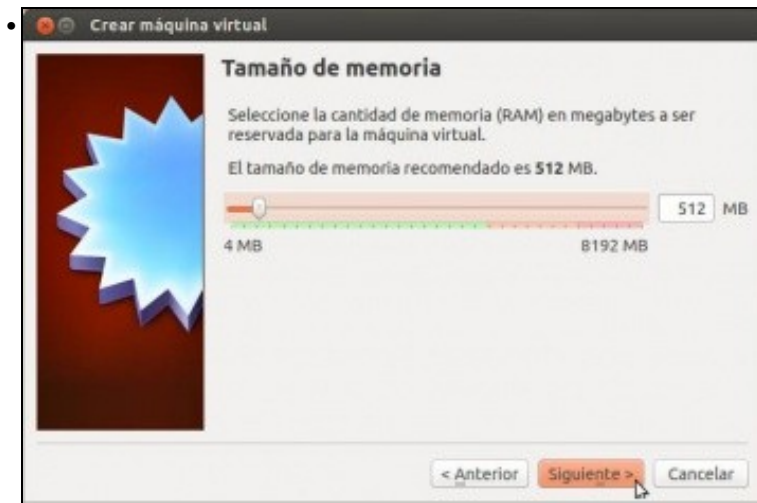 Crear máquina virtual
Tamaño de memoria
Seleccione la cantidad de memoria (RAM) en megabytes a ser
reservada para la máquina virtual.
El tamaño de memoria recomendado es 512 MB.
512 MB
4 MB 8192 MB
< Anterior Siguiente > Cancelar